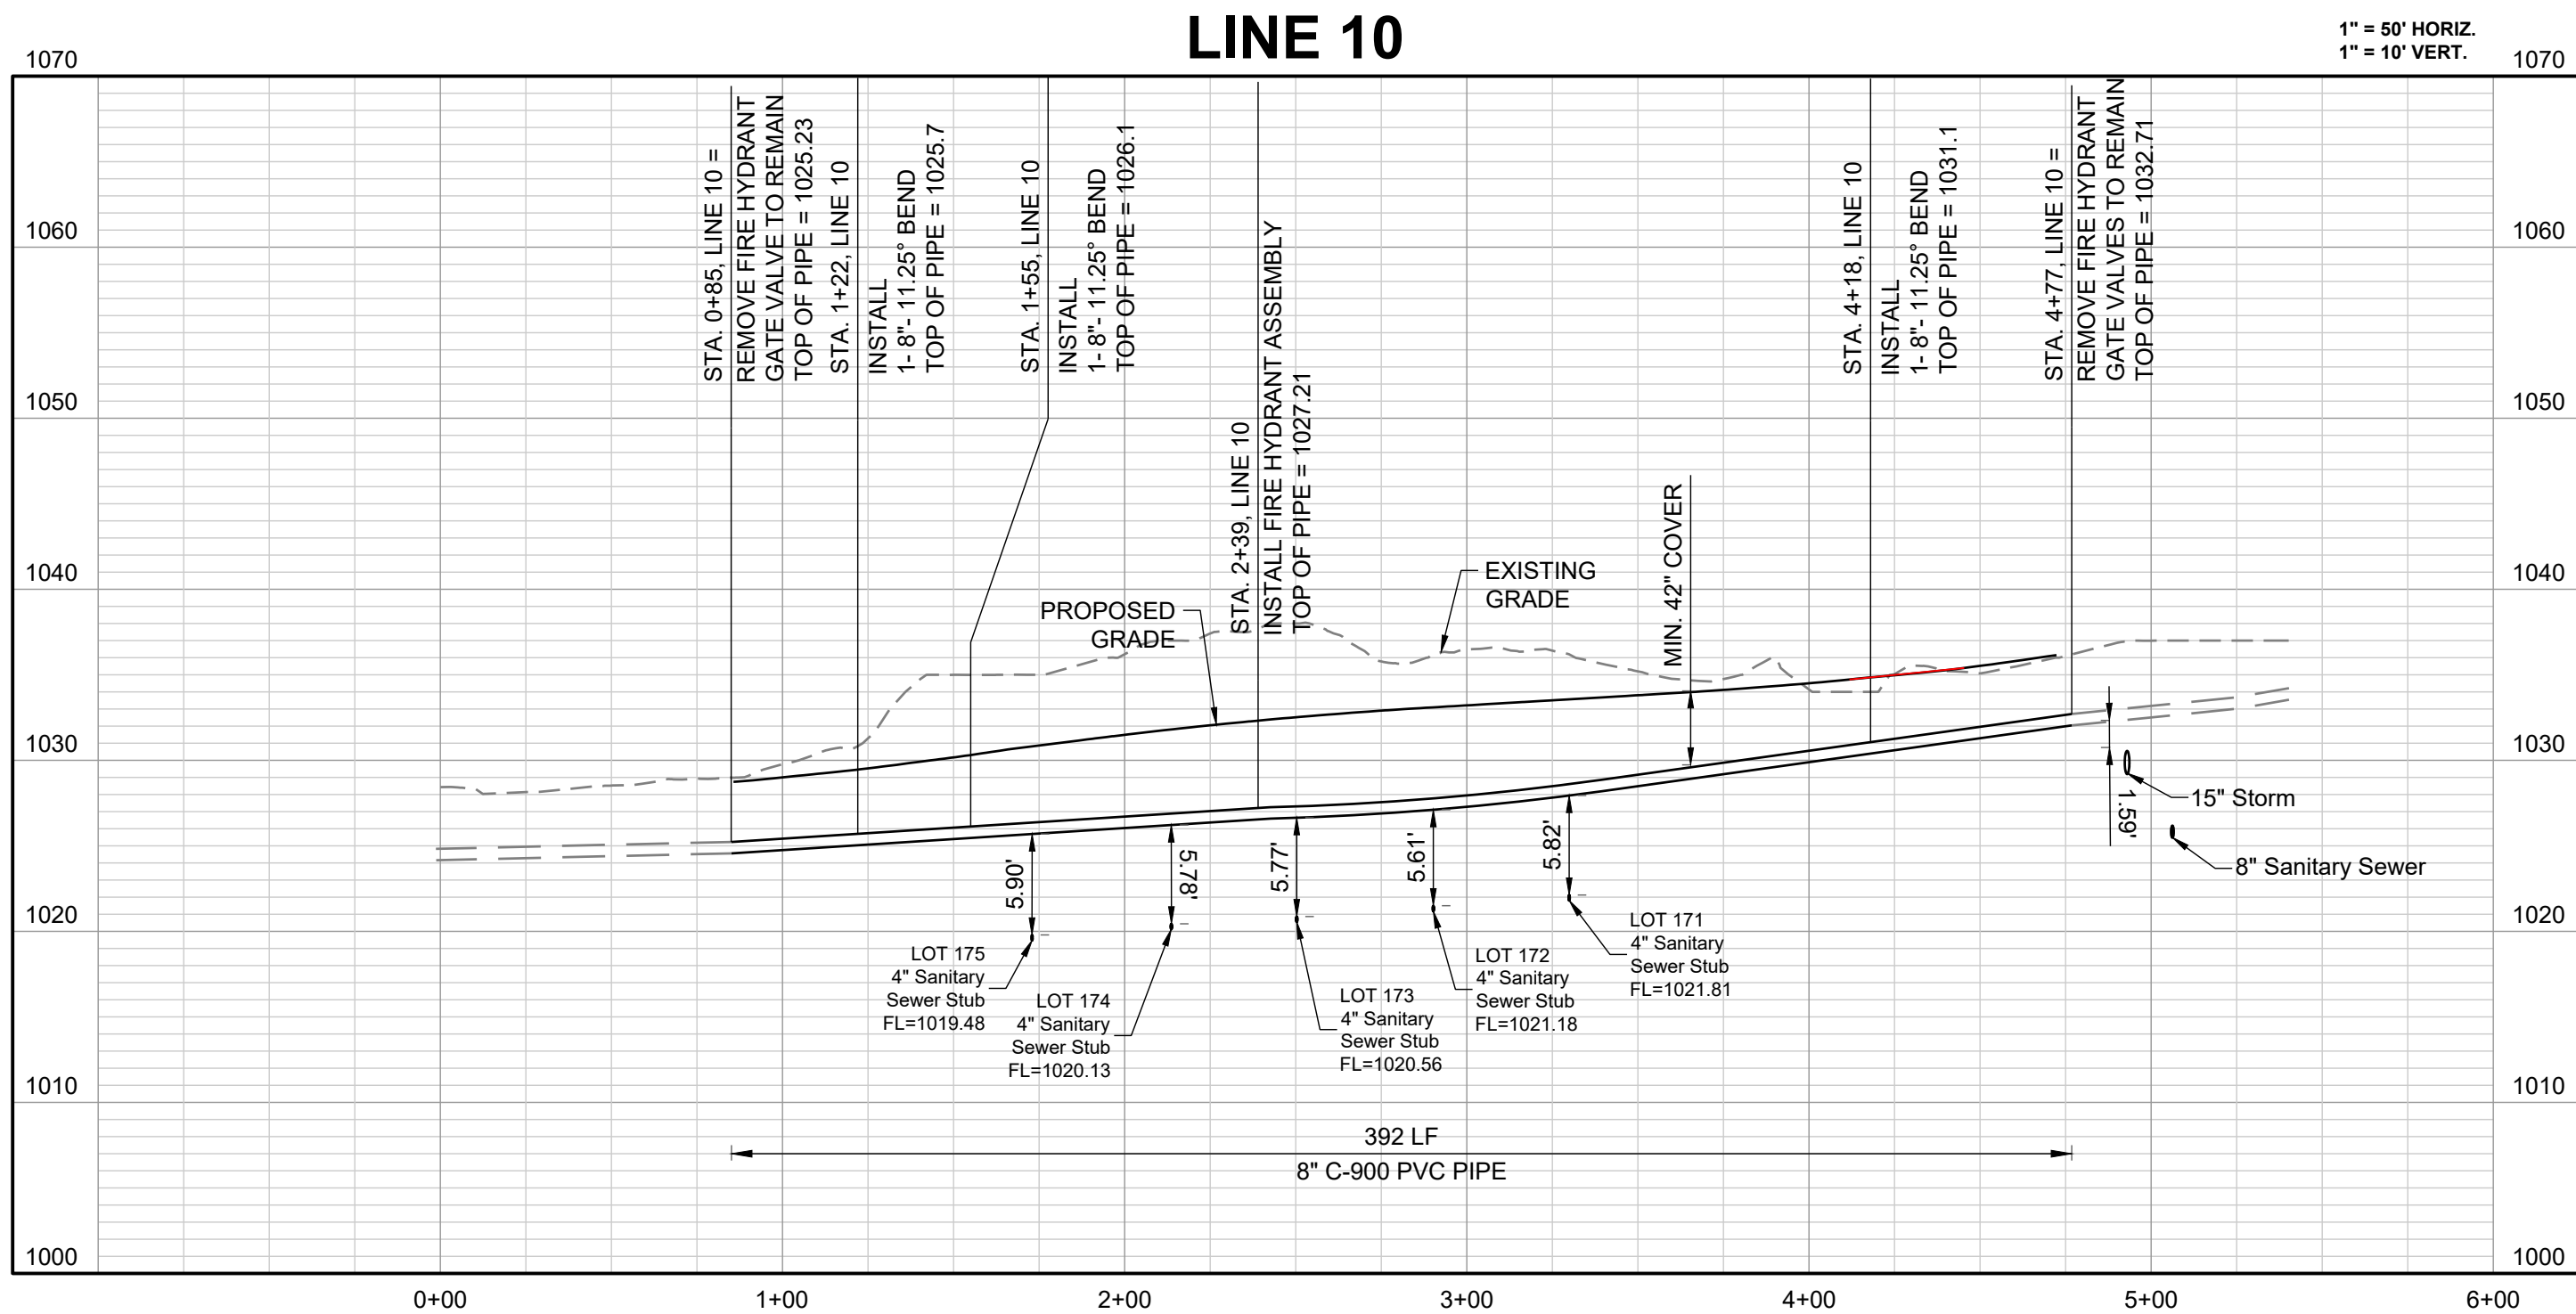 LINE 10
1" = 50' HORIZ.
1" = 10' VERT.
1070
1070
1060
1060
1050
1050
1040
1040
1030
1030
1020
1020
1010
1010
1000
1000
STA. 0+85, LINE 10 =
REMOVE FIRE HYDRANT
GATE VALVE TO REMAIN
TOP OF PIPE = 1025.23
STA. 1+22, LINE 10
INSTALL
1- 8"- 11.25° BEND
TOP OF PIPE = 1025.7
STA. 1+55, LINE 10
INSTALL
1- 8"- 11.25° BEND
TOP OF PIPE = 1026.1
STA. 2+39, LINE 10
INSTALL FIRE HYDRANT ASSEMBLY
TOP OF PIPE = 1027.21
MIN. 42" COVER
STA. 4+18, LINE 10
INSTALL
1- 8"- 11.25° BEND
TOP OF PIPE = 1031.1
STA. 4+77, LINE 10 =
REMOVE FIRE HYDRANT
GATE VALVES TO REMAIN
TOP OF PIPE = 1032.71
PROPOSED
GRADE
EXISTING
GRADE
5.90'
5.78'
5.77'
5.61'
5.82'
1.59'
15" Storm
8" Sanitary Sewer
LOT 175
4" Sanitary
Sewer Stub
FL=1019.48
LOT 174
4" Sanitary
Sewer Stub
FL=1020.13
LOT 173
4" Sanitary
Sewer Stub
FL=1020.56
LOT 172
4" Sanitary
Sewer Stub
FL=1021.18
LOT 171
4" Sanitary
Sewer Stub
FL=1021.81
392 LF
8" C-900 PVC PIPE
0+00
1+00
2+00
3+00
4+00
5+00
6+00